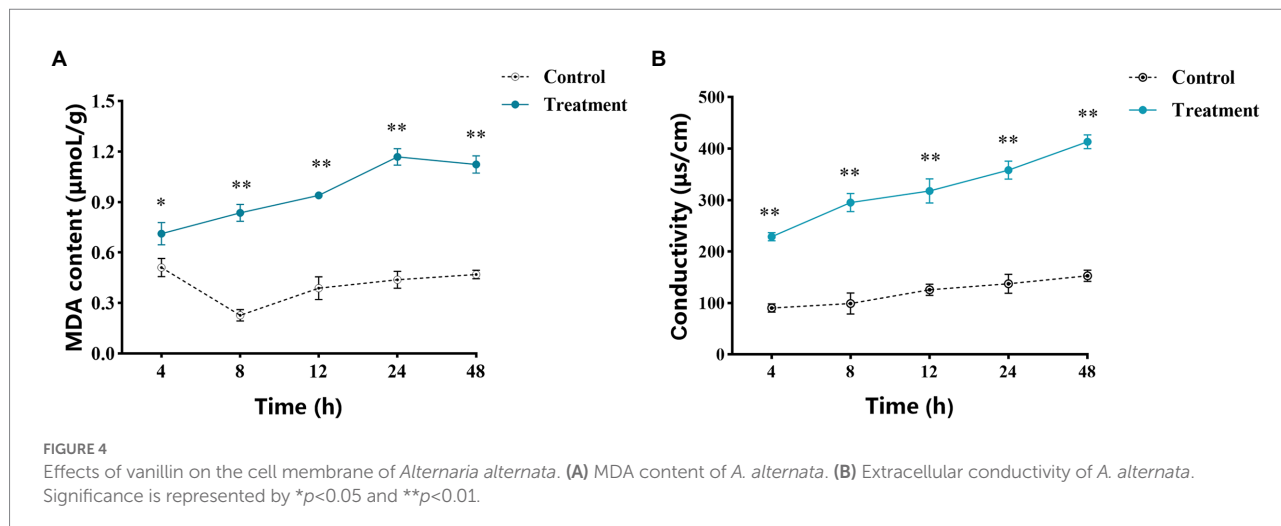 A
Control
Treatment
**
**
**
**
*
1.5
1.2
0.9
0.6
0.3
0.0
MDA content (μmoL/g)
4 8 12 24 48
Time (h)
B
Control
Treatment
**
**
**
**
**
500
400
300
200
100
0
Conductivity (μs/cm)
4 8 12 24 48
Time (h)
FIGURE 4
Effects of vanillin on the cell membrane of Alternaria alternata. (A) MDA content of A. alternata. (B) Extracellular conductivity of A. alternata.
Significance is represented by *p<0.05 and **p<0.01.